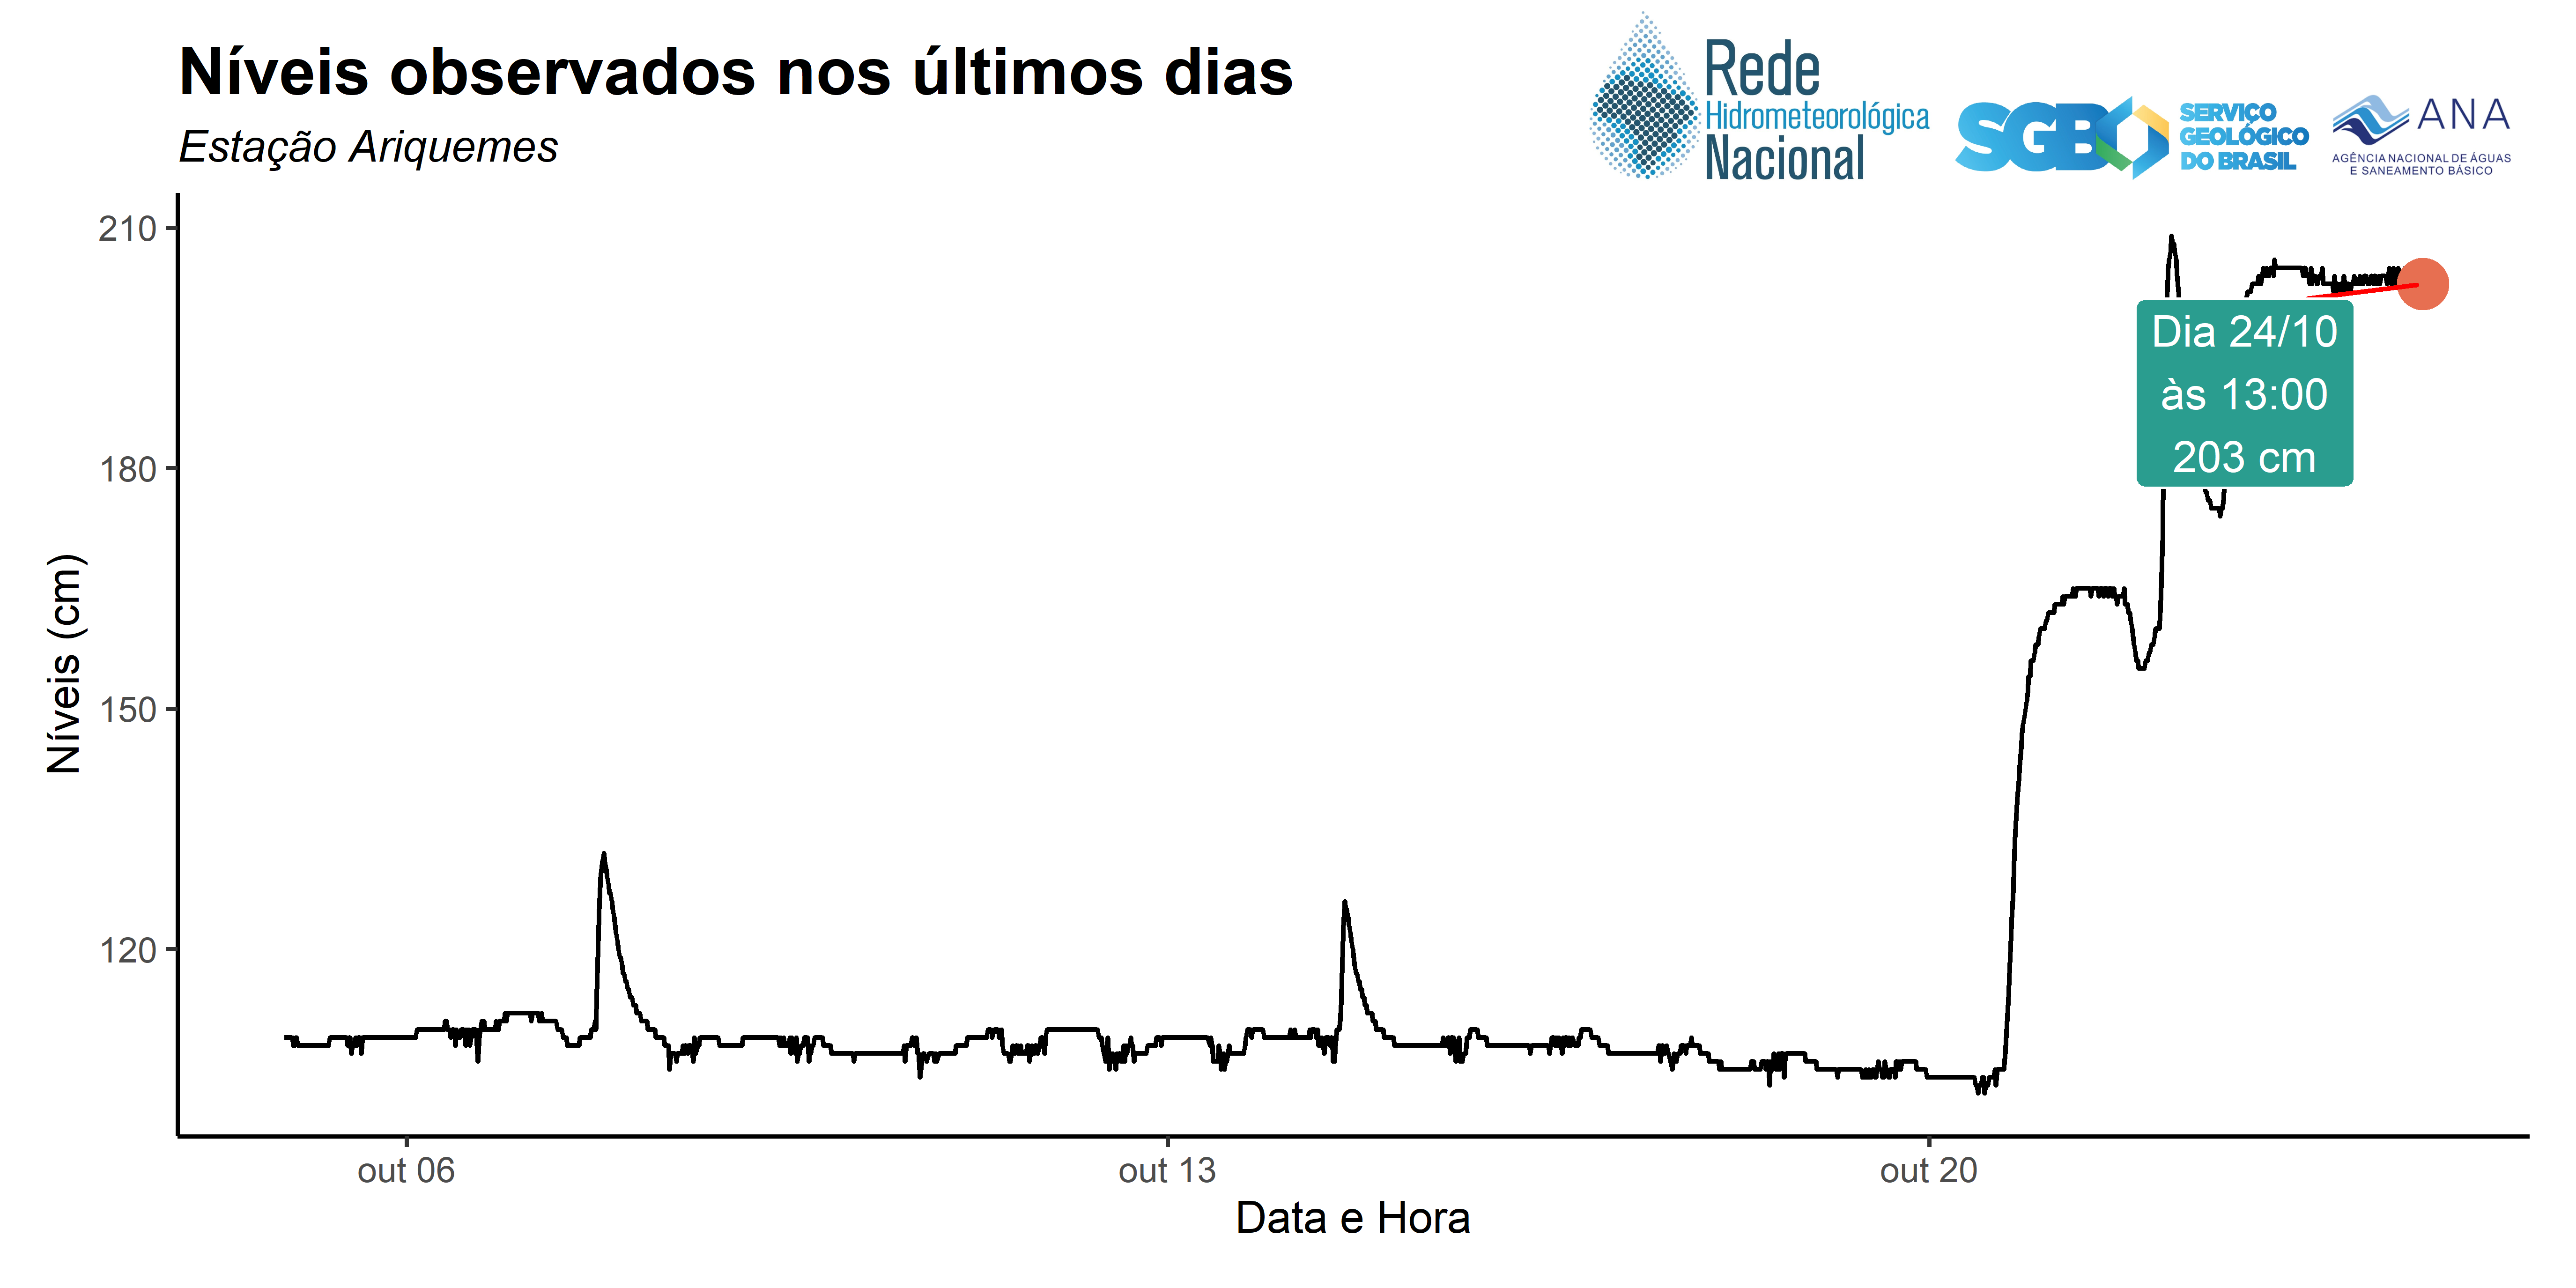 Níveis observados nos últimos dias
Estação Ariquemes
Rede
Hidrometeorológica
Nacional
SGB
SERVIÇO
GEOLÓGICO
DO BRASIL
ANA
AGÊNCIA NACIONAL DE ÁGUAS
E SANEAMENTO BÁSICO
210
180
150
120
Níveis (cm)
Dia 24/10
às 13:00
203 cm
out 06
out 13
out 20
Data e Hora